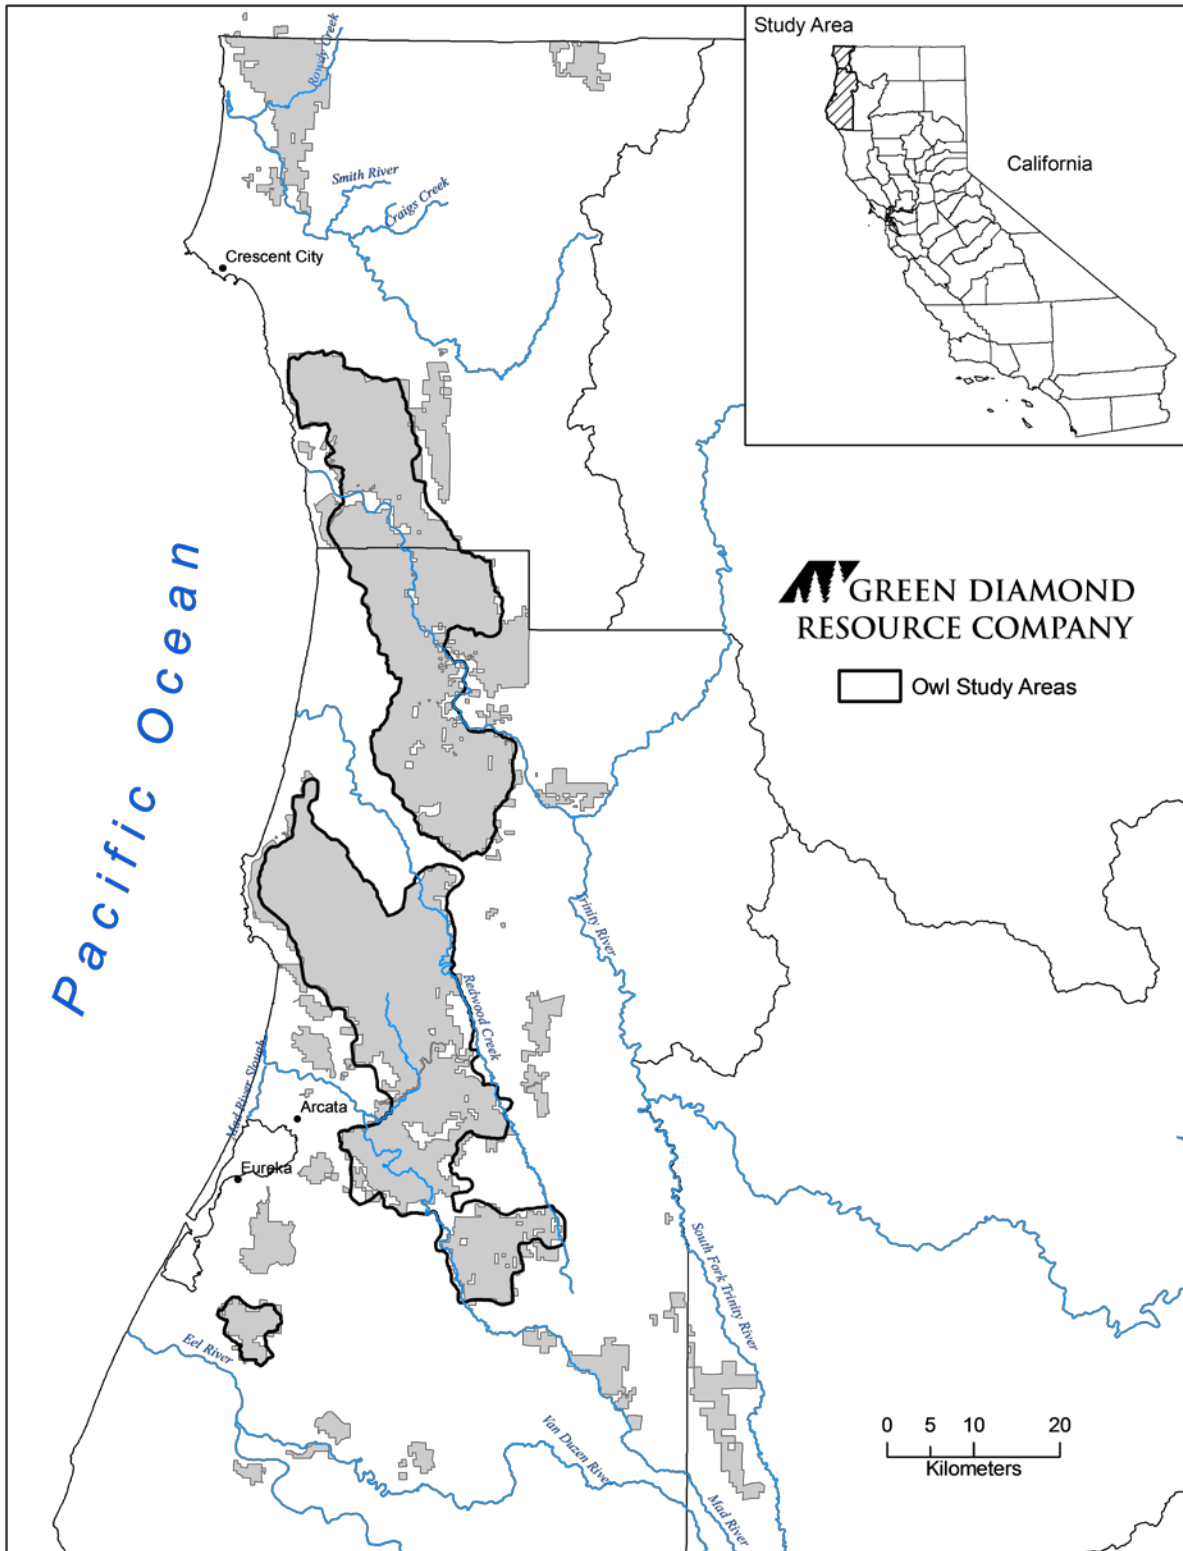 Study Area
California
Rowdy Creek
Smith River
Craigs Creek
Crescent City
GREEN DIAMOND
RESOURCE COMPANY
Owl Study Areas
Pacific Ocean
Trinity River
Redwood Creek
Mad River Slough
Arcata
Eureka
South Fork Trinity River
Eel River
Van Duzen River
Mad River
0 5 10 20
Kilometers